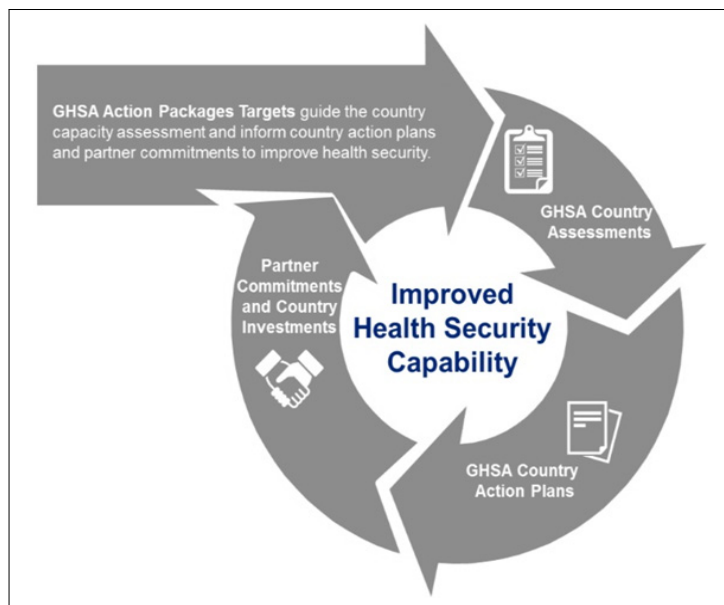 GHSA Action Packages Targets guide the country
capacity assessment and inform country action plans
and partner commitments to improve health security.
GHSA Country
Assessments
Partner
Commitments
and Country
Investments
Improved
Health Security
Capability
GHSA Country
Action Plans